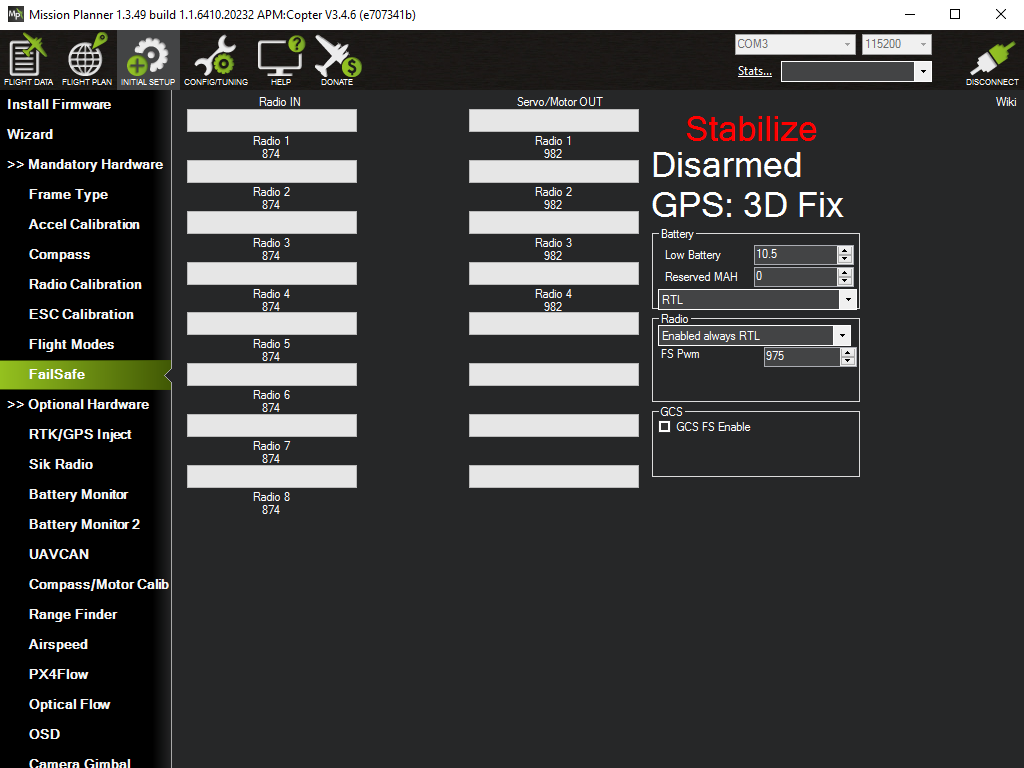 Mission Planner 1.3.49 build 1.1.6410.20232 APM:Copter V3.4.6 (e707341b)
FLIGHT DATA FLIGHT PLAN INITIAL SETUP CONFIG/TUNING HELP DONATE
COM3 115200
Stats...
DISCONNECT
Install Firmware
Wizard
>> Mandatory Hardware
Frame Type
Accel Calibration
Compass
Radio Calibration
ESC Calibration
Flight Modes
FailSafe
>> Optional Hardware
RTK/GPS Inject
Sik Radio
Battery Monitor
Battery Monitor 2
UAVCAN
Compass/Motor Calib
Range Finder
Airspeed
PX4Flow
Optical Flow
OSD
Camera Gimbal
Radio IN
Radio 1
874
Radio 2
874
Radio 3
874
Radio 4
874
Radio 5
874
Radio 6
874
Radio 7
874
Radio 8
874
Servo/Motor OUT
Radio 1
982
Radio 2
982
Radio 3
982
Radio 4
982
Wiki
Stabilize
Disarmed
GPS: 3D Fix
Battery
Low Battery 10.5
Reserved MAH 0
RTL
Radio
Enabled always RTL
FS Pwm 975
GCS
GCS FS Enable